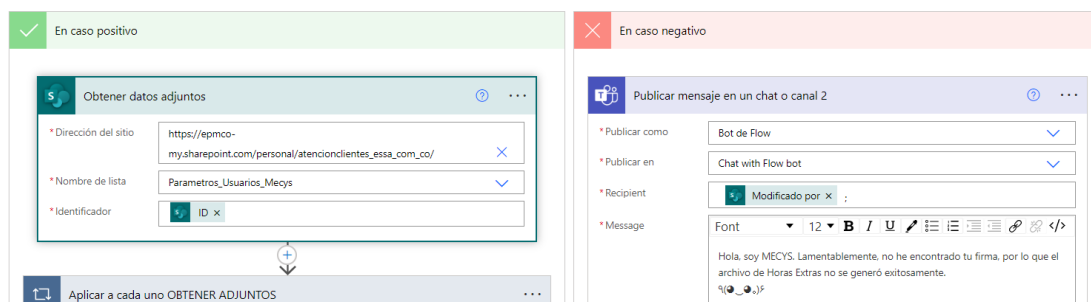 En caso positivo
Obtener datos adjuntos
* Dirección del sitio
https://epmco-
my.sharepoint.com/personal/atencionclientes_essa_com_co/
* Nombre de lista
Parametros_Usuarios_Mecys
* Identificador
ID ×
Aplicar a cada uno OBTENER ADJUNTOS
En caso negativo
Publicar mensaje en un chat o canal 2
* Publicar como
Bot de Flow
* Publicar en
Chat with Flow bot
* Recipient
Modificado por × ;
* Message
Font 12 B I U </>
Hola, soy MECYS. Lamentablemente, no he encontrado tu firma, por lo que el
archivo de Horas Extras no se generó exitosamente.